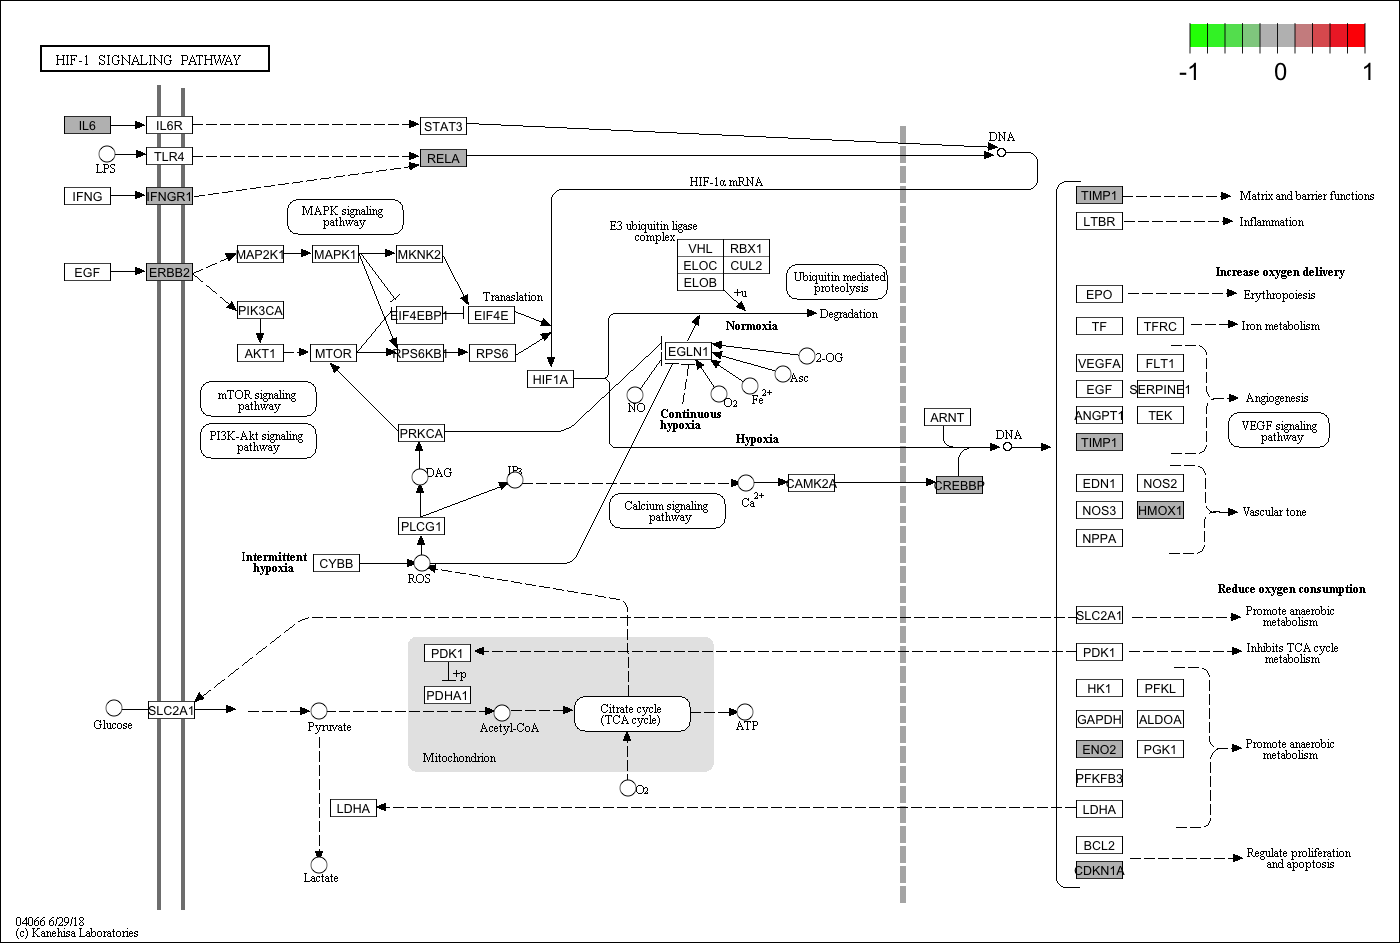 HIF-1 SIGNALING PATHWAY
-1 0 1
IL6
IL6R
STAT3
DNA
LPS
TLR4
RELA
IFNG
IFNGR1
HIF-1α mRNA
MAPK signaling
pathway
E3 ubiquitin ligase
complex
VHL
RBX1
ELOC
CUL2
ELOB
+u
Ubiquitin mediated
proteolysis
EGF
ERBB2
MAP2K1
MAPK1
MKNK2
PIK3CA
EIF4EBP1
EIF4E
Translation
Normoxia
Degradation
AKT1
MTOR
RPS6KB1
RPS6
HIF1A
EGLN1
2-OG
Asc
Fe2+
O2
NO
Continuous
hypoxia
mTOR signaling
pathway
PI3K-Akt signaling
pathway
PRKCA
Hypoxia
ARNT
DNA
DAG
IP3
Ca2+
CAMK2A
CREBBP
Calcium signaling
pathway
PLCG1
Intermittent
hypoxia
CYBB
ROS
TIMP1
Matrix and barrier functions
LTBR
Inflammation
Increase oxygen delivery
EPO
Erythropoiesis
TF
TFRC
Iron metabolism
VEGFA
FLT1
EGF
SERPINE1
Angiogenesis
ANGPT1
TEK
TIMP1
VEGF signaling
pathway
EDN1
NOS2
NOS3
HMOX1
Vascular tone
NPPA
Reduce oxygen consumption
SLC2A1
Promote anaerobic
metabolism
PDK1
Inhibits TCA cycle
metabolism
HK1
PFKL
GAPDH
ALDOA
ENO2
PGK1
Promote anaerobic
metabolism
PFKFB3
LDHA
BCL2
Regulate proliferation
and apoptosis
CDKN1A
PDK1
+p
PDHA1
Glucose
SLC2A1
Pyruvate
Acetyl-CoA
Citrate cycle
(TCA cycle)
ATP
Mitochondrion
O2
LDHA
Lactate
04066 6/29/18
(c) Kanehisa Laboratories